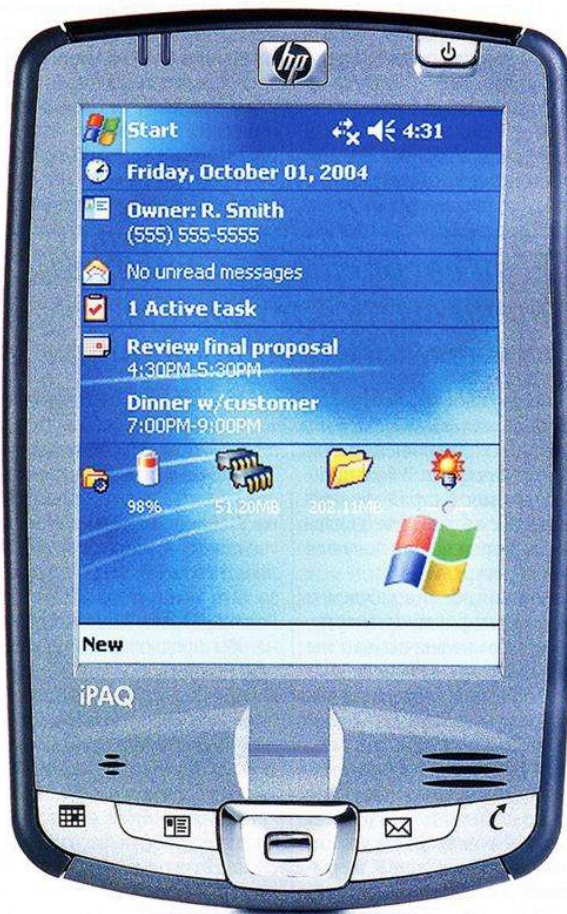 hp
Start 4:31
Friday, October 01, 2004
Owner: R. Smith
(555) 555-5555
No unread messages
1 Active task
Review final proposal
4:30PM-5:30PM
Dinner w/customer
7:00PM-9:00PM
98% 51.20MB 202.11MB
New
iPAQ